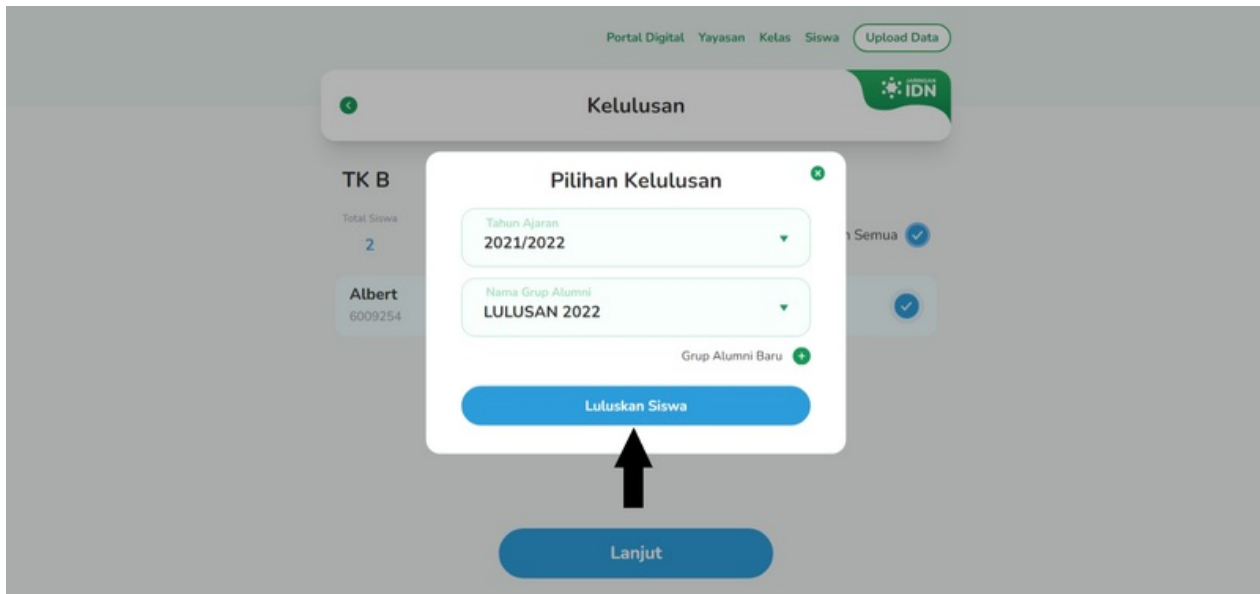 Portal Digital Yayasan Kelas Siswa Upload Data
Kelulusan
JARINGAN
IDN
TK B
Total Siswa
2
Semua
Albert
6009254
Pilihan Kelulusan
Tahun Ajaran
2021/2022
Nama Grup Alumni
LULUSAN 2022
Grup Alumni Baru
Luluskan Siswa
Lanjut